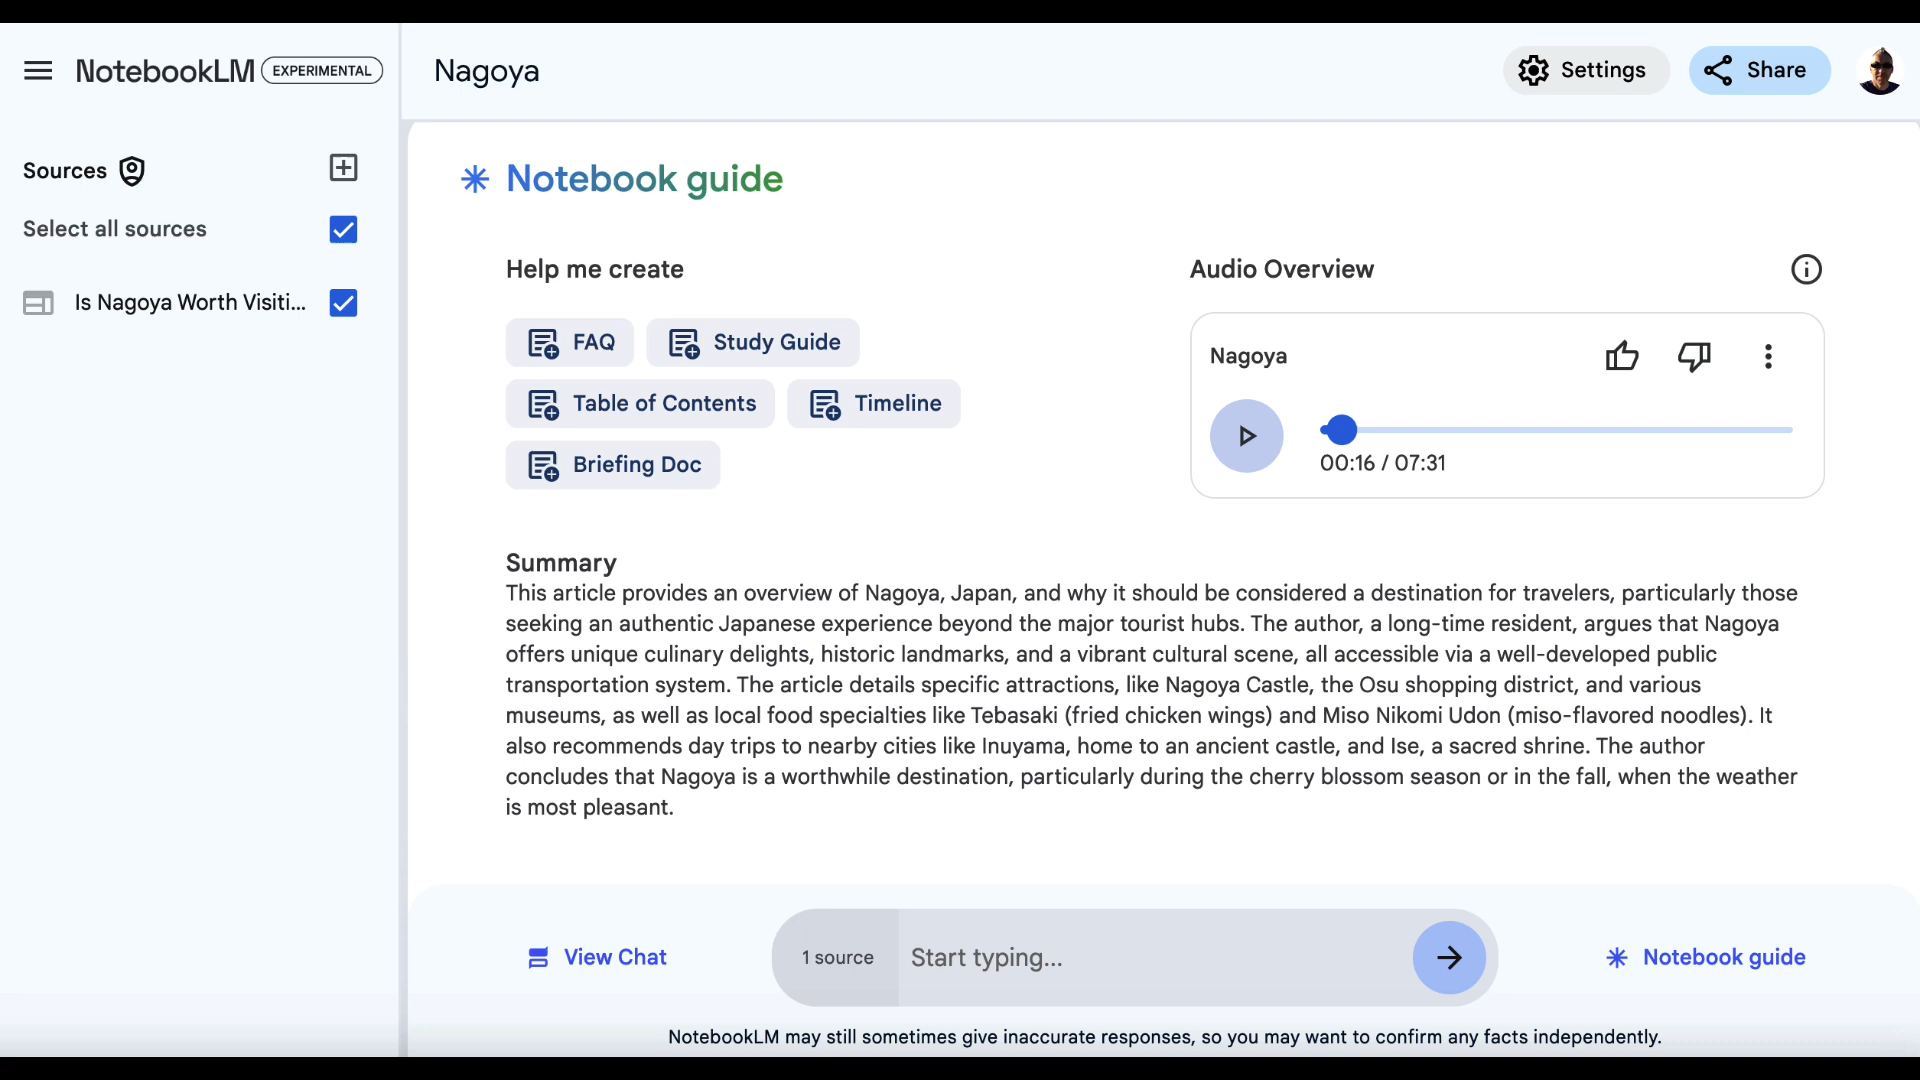 NotebookLM EXPERIMENTAL
Nagoya
Settings
Share
Sources
Select all sources
Is Nagoya Worth Visiti...
Notebook guide
Help me create
FAQ
Study Guide
Table of Contents
Timeline
Briefing Doc
Audio Overview
Nagoya
00:16 / 07:31
Summary
This article provides an overview of Nagoya, Japan, and why it should be considered a destination for travelers, particularly those
seeking an authentic Japanese experience beyond the major tourist hubs. The author, a long-time resident, argues that Nagoya
offers unique culinary delights, historic landmarks, and a vibrant cultural scene, all accessible via a well-developed public
transportation system. The article details specific attractions, like Nagoya Castle, the Osu shopping district, and various
museums, as well as local food specialties like Tebasaki (fried chicken wings) and Miso Nikomi Udon (miso-flavored noodles). It
also recommends day trips to nearby cities like Inuyama, home to an ancient castle, and Ise, a sacred shrine. The author
concludes that Nagoya is a worthwhile destination, particularly during the cherry blossom season or in the fall, when the weather
is most pleasant.
View Chat
1 source
Start typing...
Notebook guide
NotebookLM may still sometimes give inaccurate responses, so you may want to confirm any facts independently.